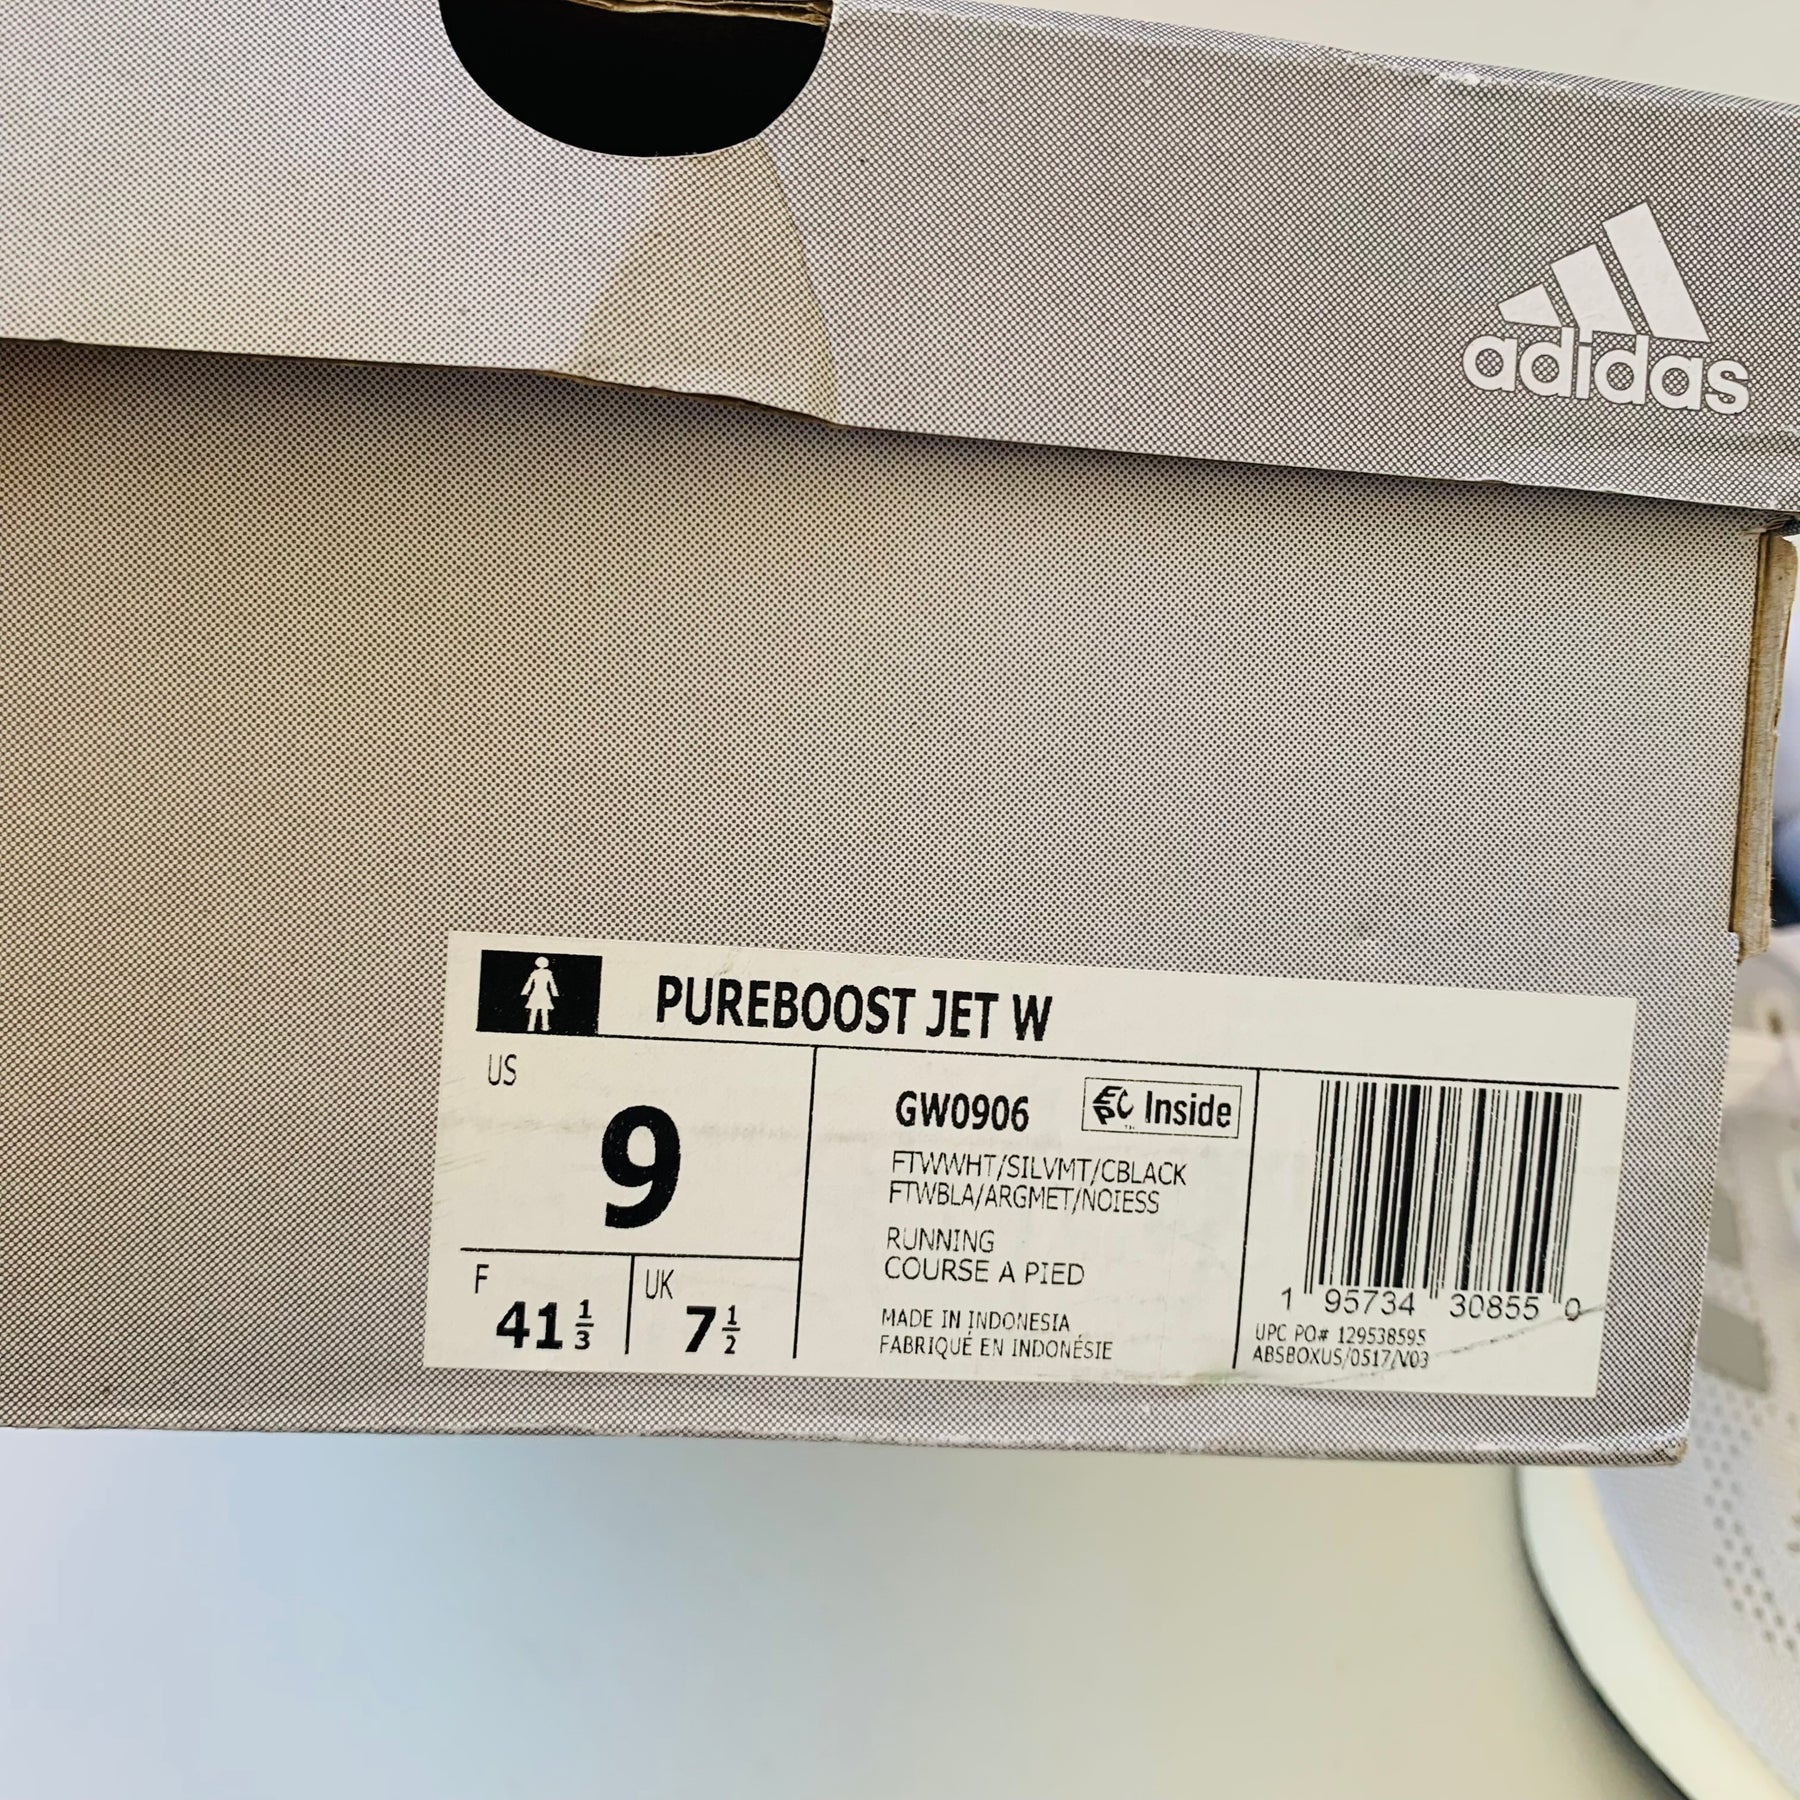 adidas
PUREBOOST JET W
US
9
F
41 1/3
UK
7 1/2
GW0906
EPC Inside
FTWWHT/SILVMT/CBLACK
FTWBLA/ARGMET/NOIESS
RUNNING
COURSE A PIED
MADE IN INDONESIA
FABRIQUÉ EN INDONÉSIE
1 95734 30855 0
UPC PO# 129538595
ABSBOXUS/0517/V03